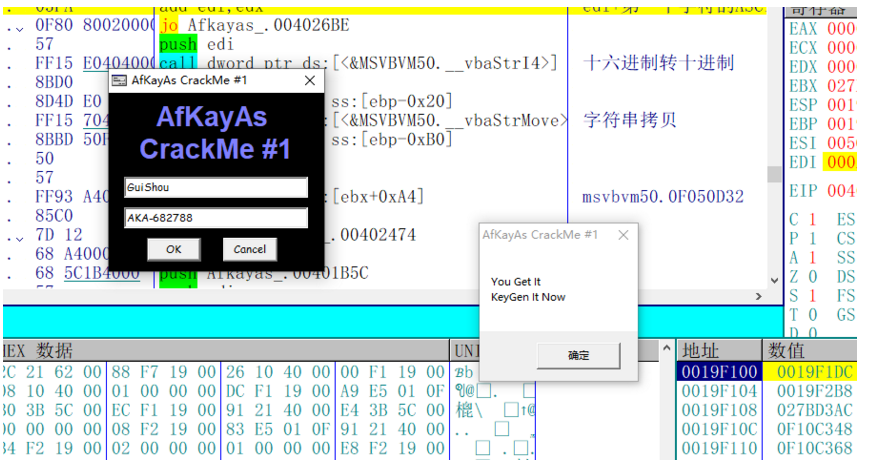 add edi,edx
寄存器
0F80 80020000 jo Afkayas_.004026BE
57 push edi
FF15 E0404000 call dword ptr ds:[<&MSVBVM50.__vbaStrI4>] 十六进制转十进制
8BD0
8D4D E0 ss:[ebp-0x20]
FF15 704 :[<&MSVBVM50.__vbaStrMove> 字符串拷贝
8BBD 50F ss:[ebp-0xB0]
50
57
FF93 A40 :[ebx+0xA4] msvbvm50.0F050D32
85C0
7D 12 .00402474
68 A4000
68 5C1B4000 push Afkayas_.00401B5C
AfKayAs CrackMe #1
AfKayAs
CrackMe #1
GuiShou
AKA-682788
OK Cancel
AfKayAs CrackMe #1
You Get It
KeyGen It Now
确定
EAX 000
ECX 000
EDX 000
EBX 027
ESP 001
EBP 001
ESI 005
EDI 000
EIP 004
C 1 ES
P 1 CS
A 1 SS
Z 0 DS
S 1 FS
T 0 GS
D 0
HEX 数据
2C 21 62 00 88 F7 19 00 26 10 40 00 00 F1 19 00
08 10 40 00 01 00 00 00 DC F1 19 00 A9 E5 01 0F
B0 3B 5C 00 EC F1 19 00 91 21 40 00 E4 3B 5C 00
00 00 00 00 08 F2 19 00 83 E5 01 0F 91 21 40 00
34 F2 19 00 02 00 00 00 01 00 00 00 E8 F2 19 00
地址 数值
0019F100 0019F1DC
0019F104 0019F2B8
0019F108 027BD3AC
0019F10C 0F10C348
0019F110 0F10C368